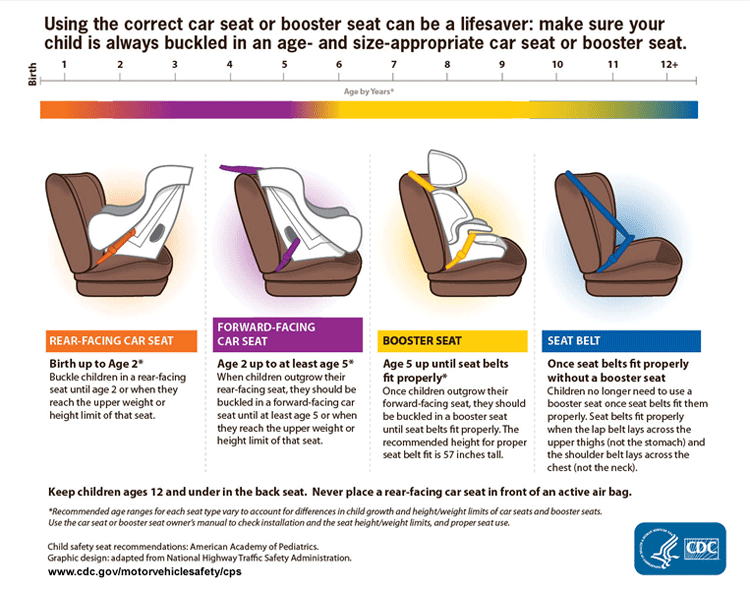 Using the correct car seat or booster seat can be a lifesaver: make sure your
child is always buckled in an age- and size-appropriate car seat or booster seat.
Birth
1 2 3 4 5 6 7 8 9 10 11 12+
Age by Years*
REAR-FACING CAR SEAT
Birth up to Age 2*
Buckle children in a rear-facing
seat until age 2 or when they
reach the upper weight or
height limit of that seat.
FORWARD-FACING
CAR SEAT
Age 2 up to at least age 5*
When children outgrow their
rear-facing seat, they should be
buckled in a forward-facing car
seat until at least age 5 or when
they reach the upper weight or
height limit of that seat.
BOOSTER SEAT
Age 5 up until seat belts
fit properly*
Once children outgrow their
forward-facing seat, they should
be buckled in a booster seat
until seat belts fit properly. The
recommended height for proper
seat belt fit is 57 inches tall.
SEAT BELT
Once seat belts fit properly
without a booster seat
Children no longer need to use a
booster seat once seat belts fit them
properly. Seat belts fit properly
when the lap belt lays across the
upper thighs (not the stomach) and
the shoulder belt lays across the
chest (not the neck).
Keep children ages 12 and under in the back seat. Never place a rear-facing car seat in front of an active air bag.
*Recommended age ranges for each seat type vary to account for differences in child growth and height/weight limits of car seats and booster seats.
Use the car seat or booster seat owner's manual to check installation and the seat height/weight limits, and proper seat use.
Child safety seat recommendations: American Academy of Pediatrics.
Graphic design: adapted from National Highway Traffic Safety Administration.
www.cdc.gov/motorvehiclesafety/cps
CDC